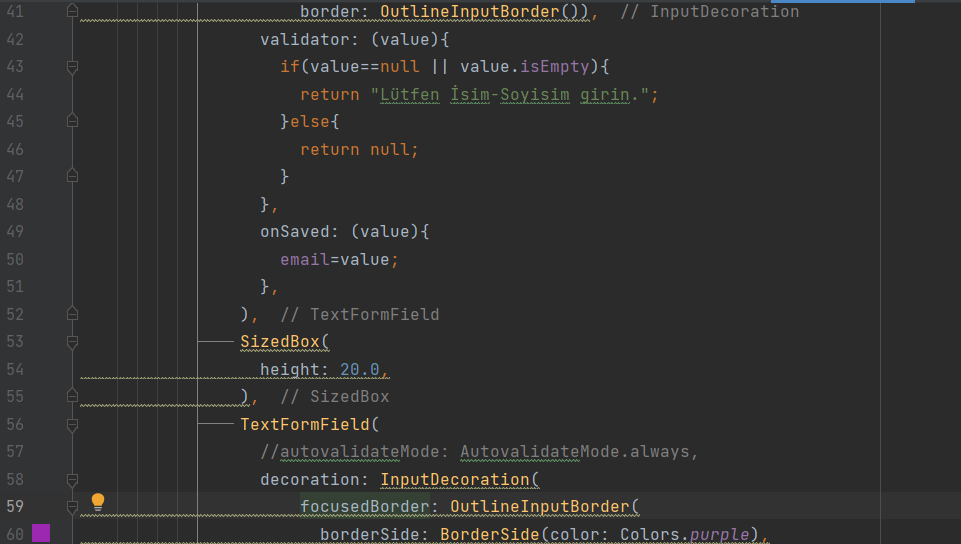 41 border: OutlineInputBorder()), // InputDecoration
42 validator: (value){
43 if(value==null || value.isEmpty){
44 return "Lütfen İsim-Soyisim girin.";
45 }else{
46 return null;
47 }
48 },
49 onSaved: (value){
50 email=value;
51 },
52 ), // TextFormField
53 SizedBox(
54 height: 20.0,
55 ), // SizedBox
56 TextFormField(
57 //autovalidateMode: AutovalidateMode.always,
58 decoration: InputDecoration(
59 focusedBorder: OutlineInputBorder(
60 borderSide: BorderSide(color: Colors.purple),